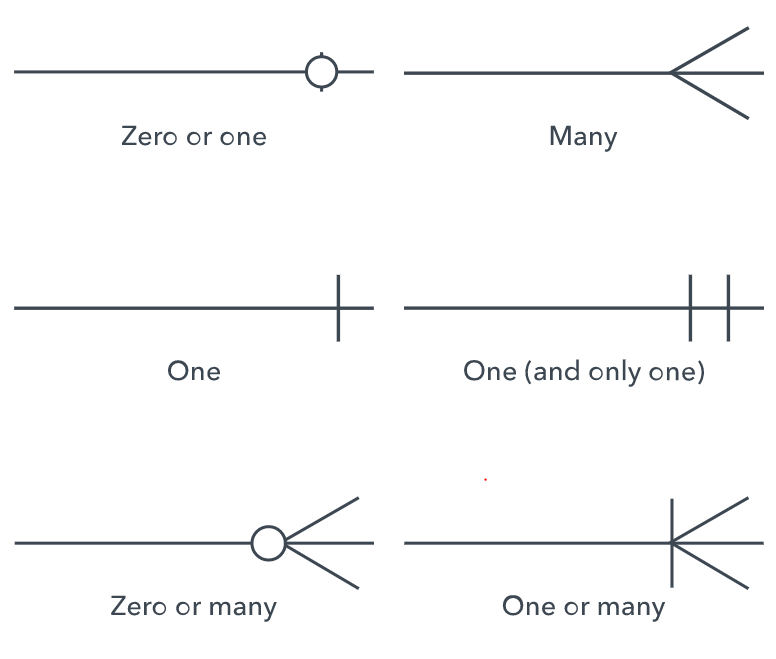 Zero or one
Many
One
One (and only one)
Zero or many
One or many